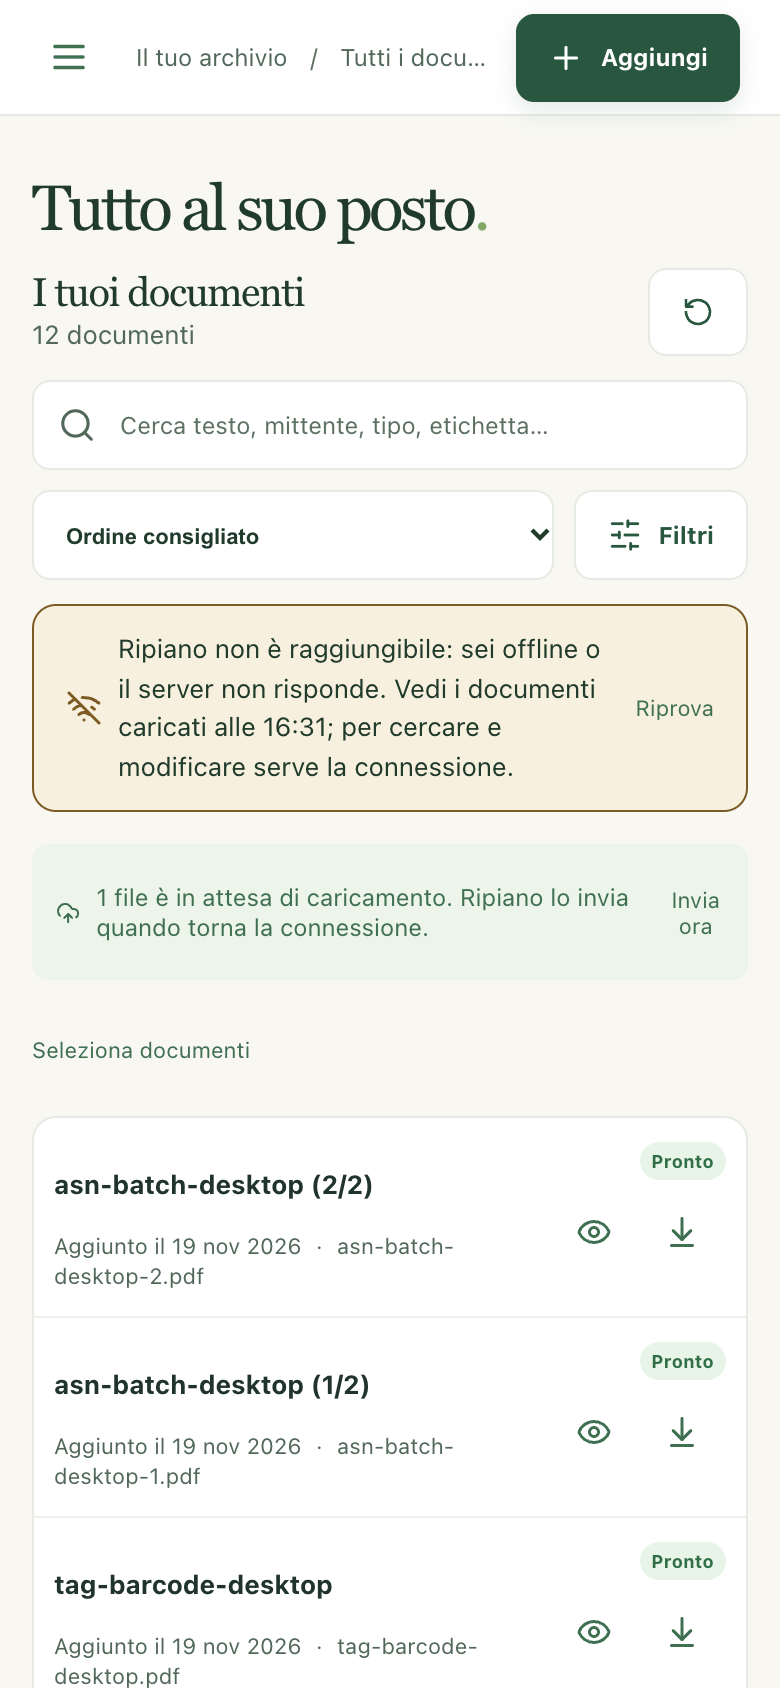 Il tuo archivio / Tutti i docu...
Aggiungi
Tutto al suo posto.
I tuoi documenti
12 documenti
Cerca testo, mittente, tipo, etichetta...
Ordine consigliato
Filtri
Ripiano non è raggiungibile: sei offline o
il server non risponde. Vedi i documenti
caricati alle 16:31; per cercare e
modificare serve la connessione.
Riprova
1 file è in attesa di caricamento. Ripiano lo invia
quando torna la connessione.
Invia
ora
Seleziona documenti
Pronto
asn-batch-desktop (2/2)
Aggiunto il 19 nov 2026 · asn-batch-
desktop-2.pdf
Pronto
asn-batch-desktop (1/2)
Aggiunto il 19 nov 2026 · asn-batch-
desktop-1.pdf
Pronto
tag-barcode-desktop
Aggiunto il 19 nov 2026 · tag-barcode-
desktop.pdf